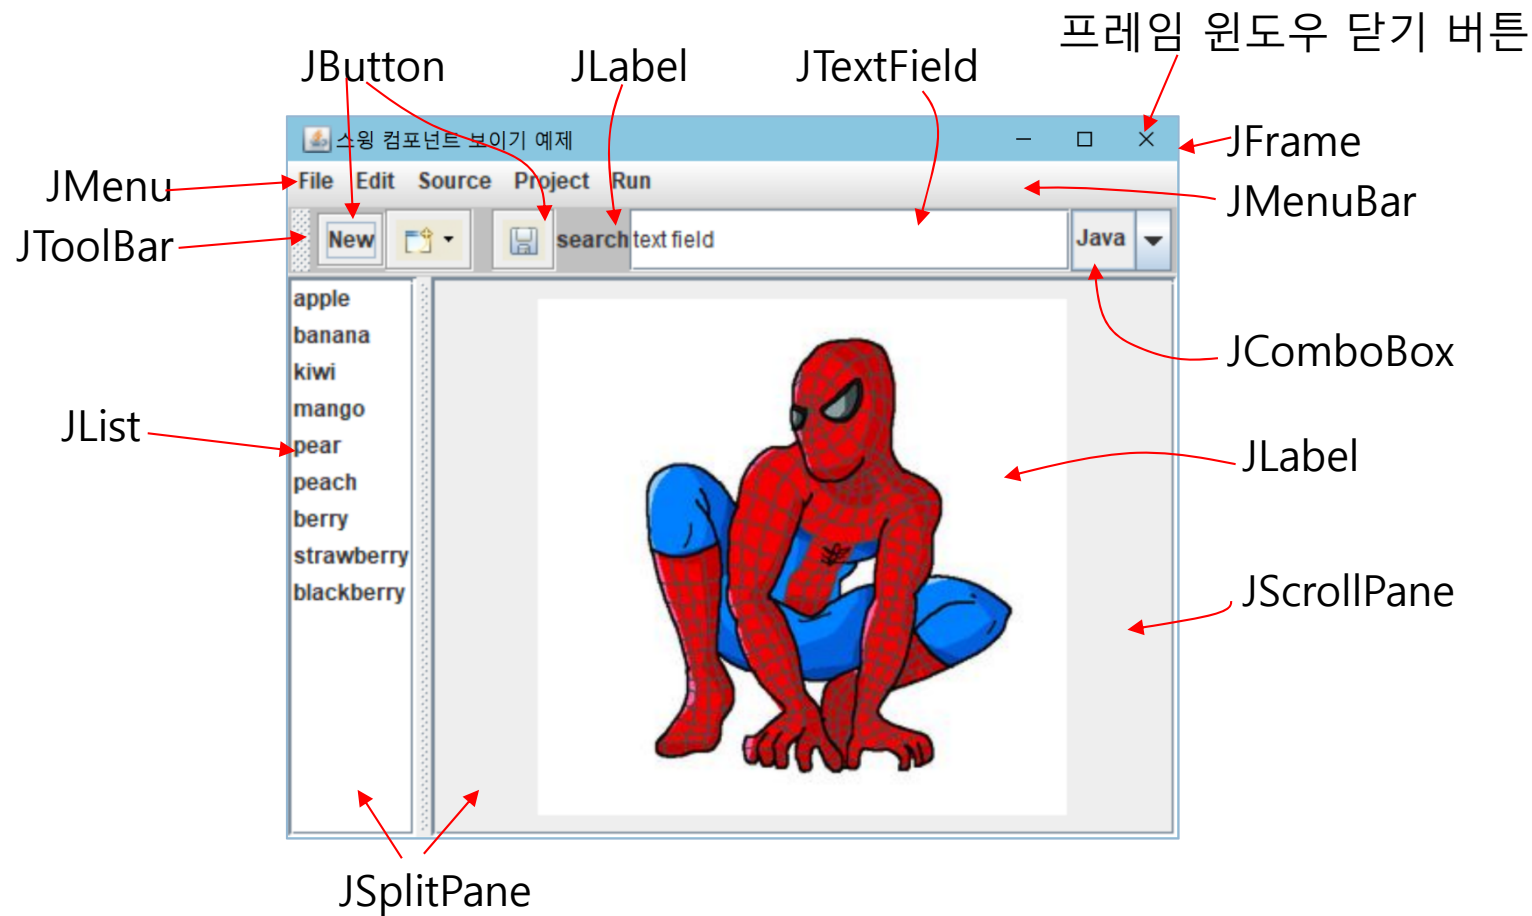 프레임 윈도우 닫기 버튼
JButton
JLabel
JTextField
스윙 컴포넌트 보이기 예제
JFrame
File Edit Source Project Run
JMenu
JMenuBar
JToolBar
New
search
text field
Java
apple
banana
kiwi
mango
pear
peach
berry
strawberry
blackberry
JComboBox
JList
JLabel
JScrollPane
JSplitPane